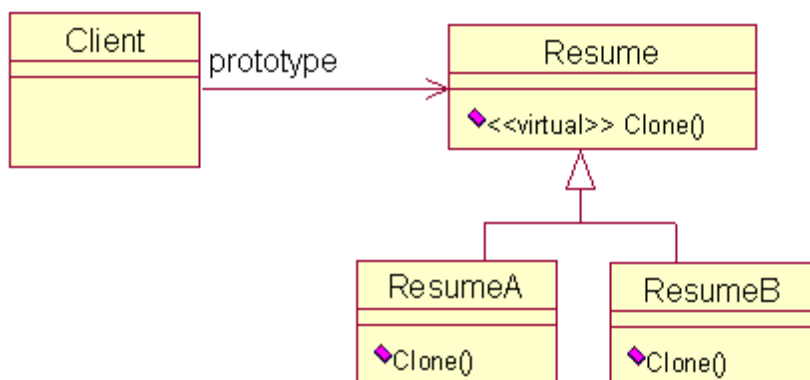 Client
prototype
Resume
<<virtual>> Clone()
ResumeA
Clone()
ResumeB
Clone()